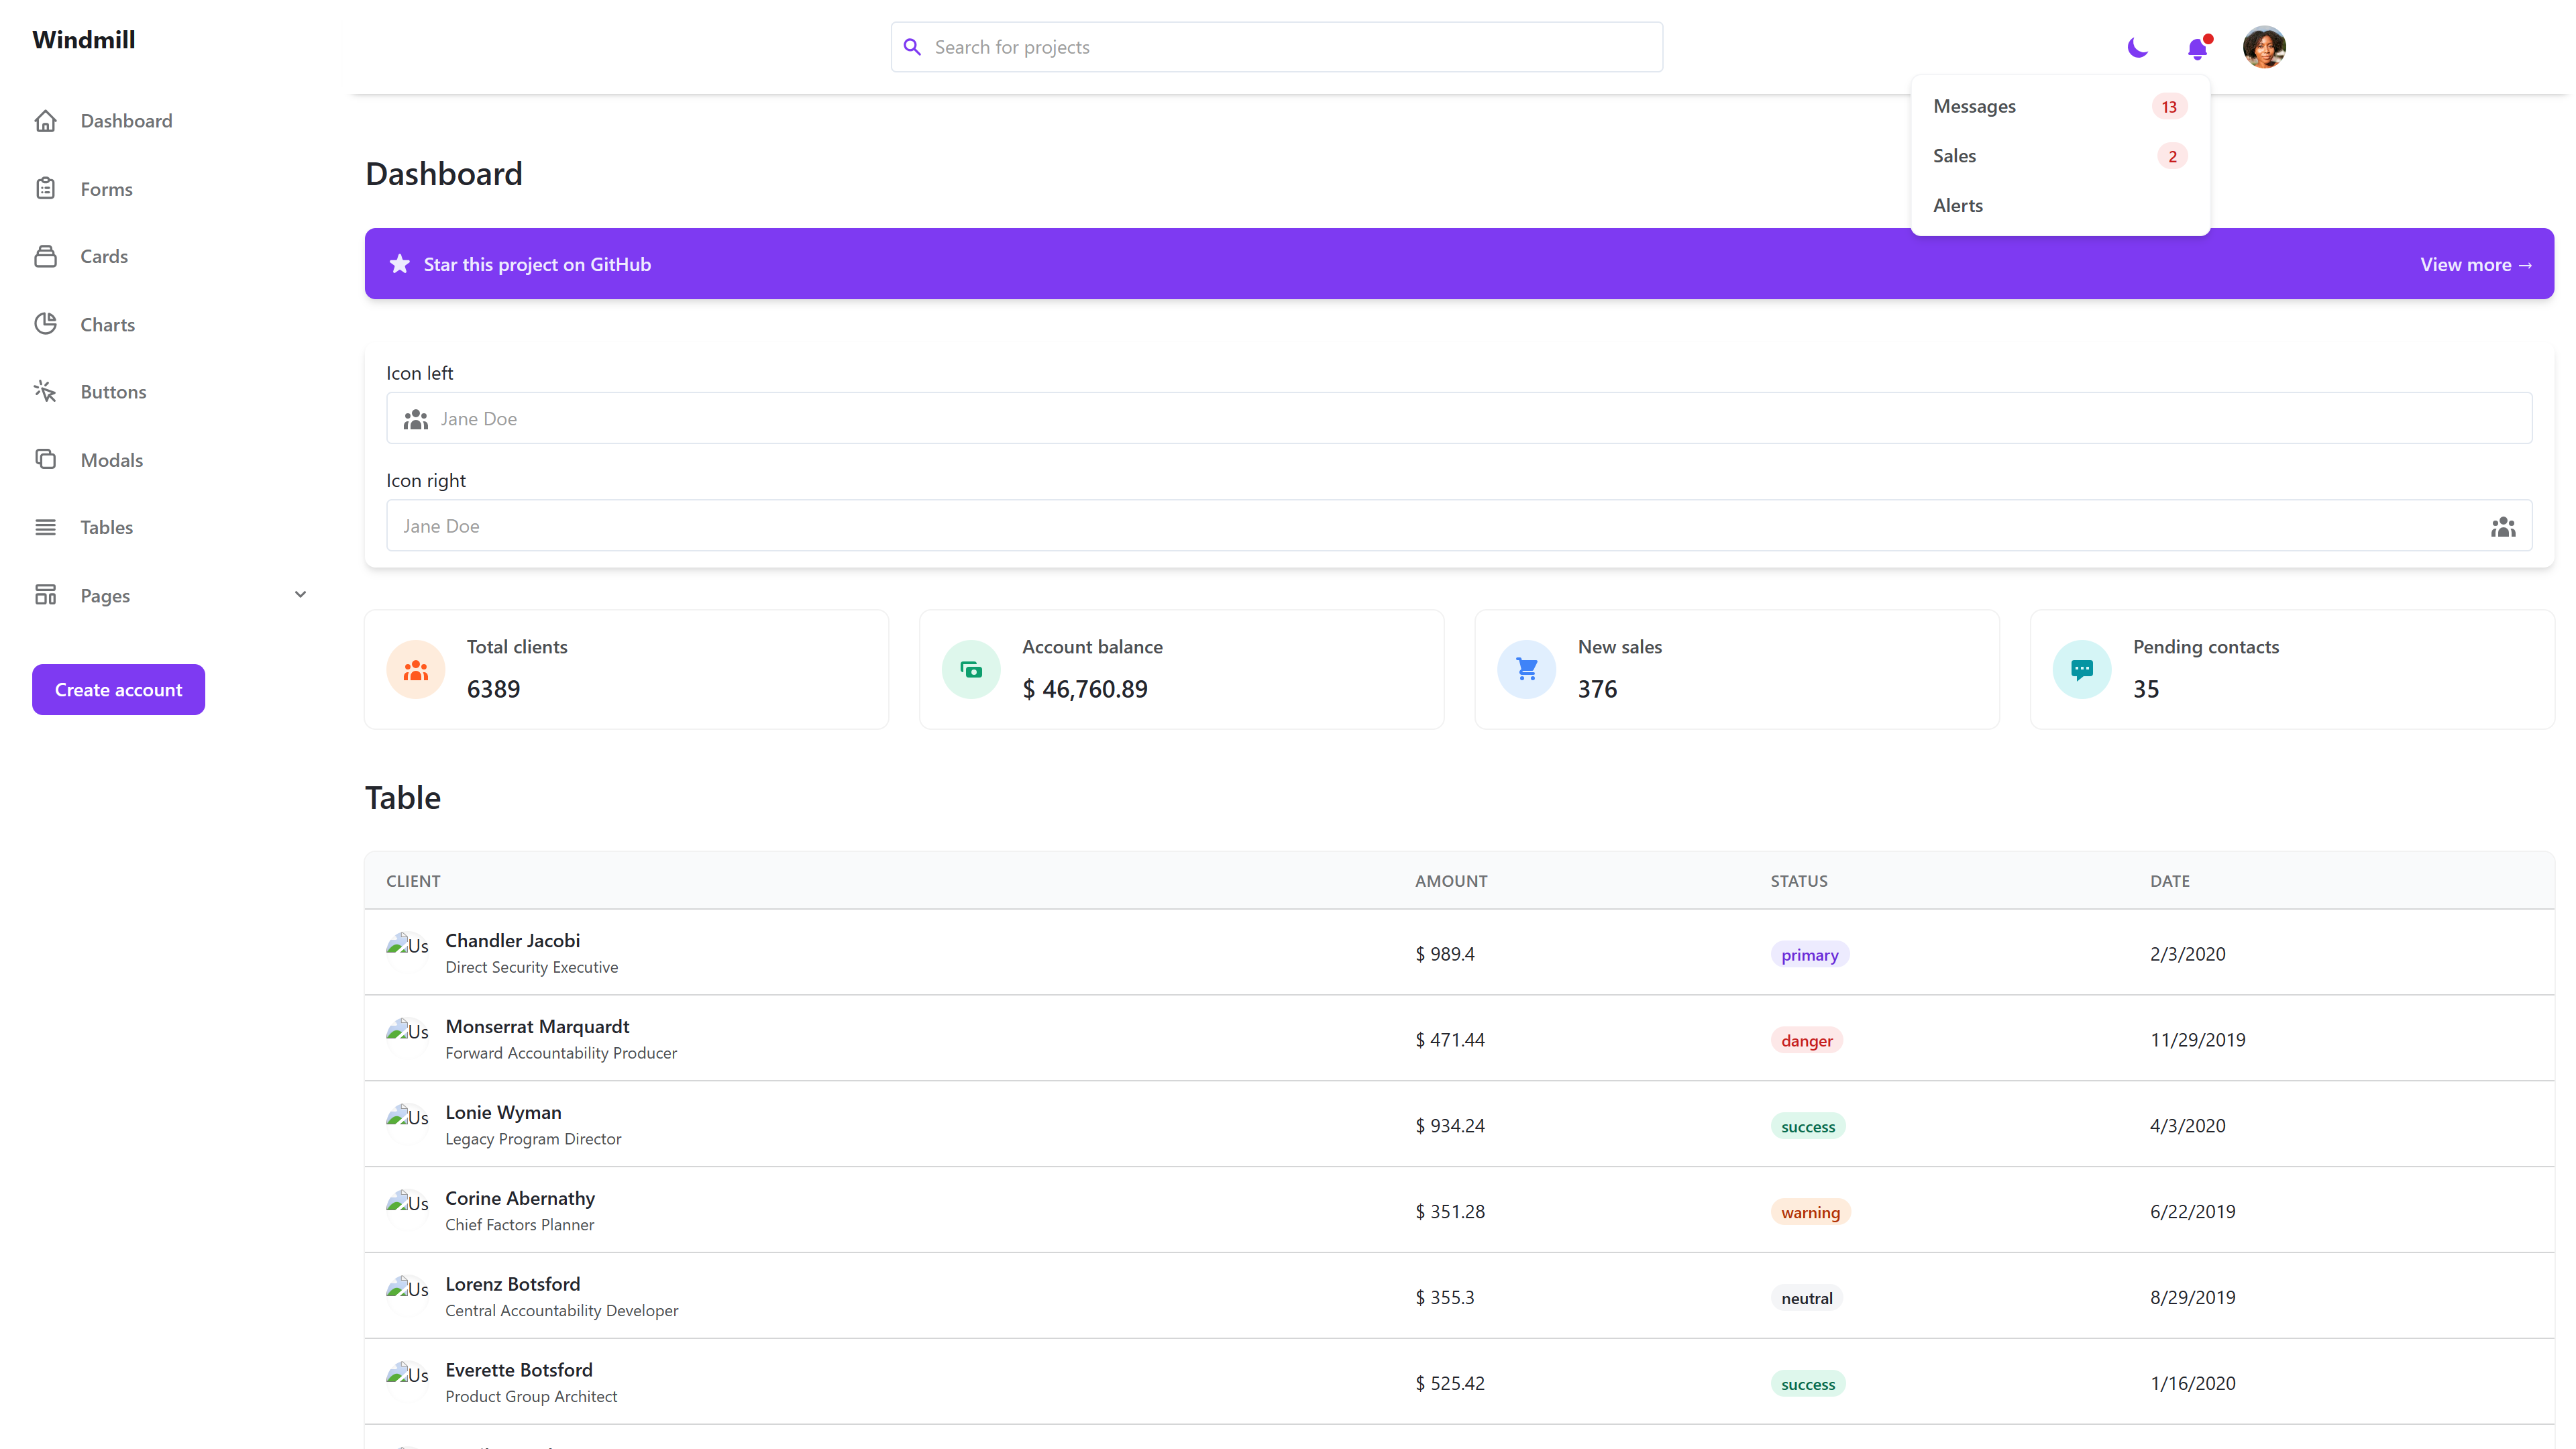 Windmill
Search for projects
Dashboard
Forms
Cards
Charts
Buttons
Modals
Tables
Pages
Create account
Messages 13
Sales 2
Alerts
Dashboard
Star this project on GitHub
View more →
Icon left
Jane Doe
Icon right
Jane Doe
Total clients
6389
Account balance
$ 46,760.89
New sales
376
Pending contacts
35
Table
CLIENT AMOUNT STATUS DATE
Us Chandler Jacobi
Direct Security Executive
$ 989.4 primary 2/3/2020
Us Monserrat Marquardt
Forward Accountability Producer
$ 471.44 danger 11/29/2019
Us Lonie Wyman
Legacy Program Director
$ 934.24 success 4/3/2020
Us Corine Abernathy
Chief Factors Planner
$ 351.28 warning 6/22/2019
Us Lorenz Botsford
Central Accountability Developer
$ 355.3 neutral 8/29/2019
Us Everette Botsford
Product Group Architect
$ 525.42 success 1/16/2020